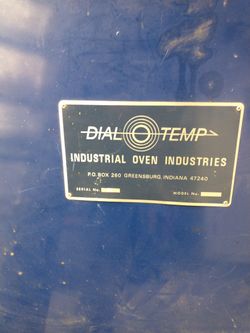 DIAL O TEMP
INDUSTRIAL OVEN INDUSTRIES
P.O. BOX 260 GREENSBURG, INDIANA 47240
SERIAL NO. MODEL NO.